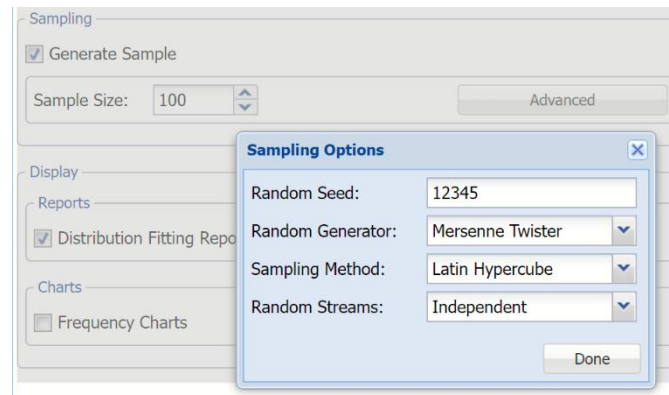 Sampling
Generate Sample
Sample Size: 100 Advanced
Sampling Options
Display
Random Seed: 12345
Reports
Random Generator: Mersenne Twister
Distribution Fitting Repo
Sampling Method: Latin Hypercube
Charts
Random Streams: Independent
Frequency Charts
Done